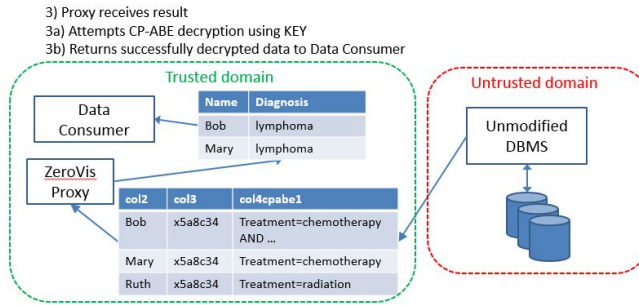 3) Proxy receives result
3a) Attempts CP-ABE decryption using KEY
3b) Returns successfully decrypted data to Data Consumer
Trusted domain
Untrusted domain
Data
Consumer
Name Diagnosis
Bob lymphoma
Mary lymphoma
Unmodified
DBMS
ZeroVis
Proxy
col2 col3 col4cpabe1
Bob x5a8c34 Treatment=chemotherapy
AND ...
Mary x5a8c34 Treatment=chemotherapy
Ruth x5a8c34 Treatment=radiation